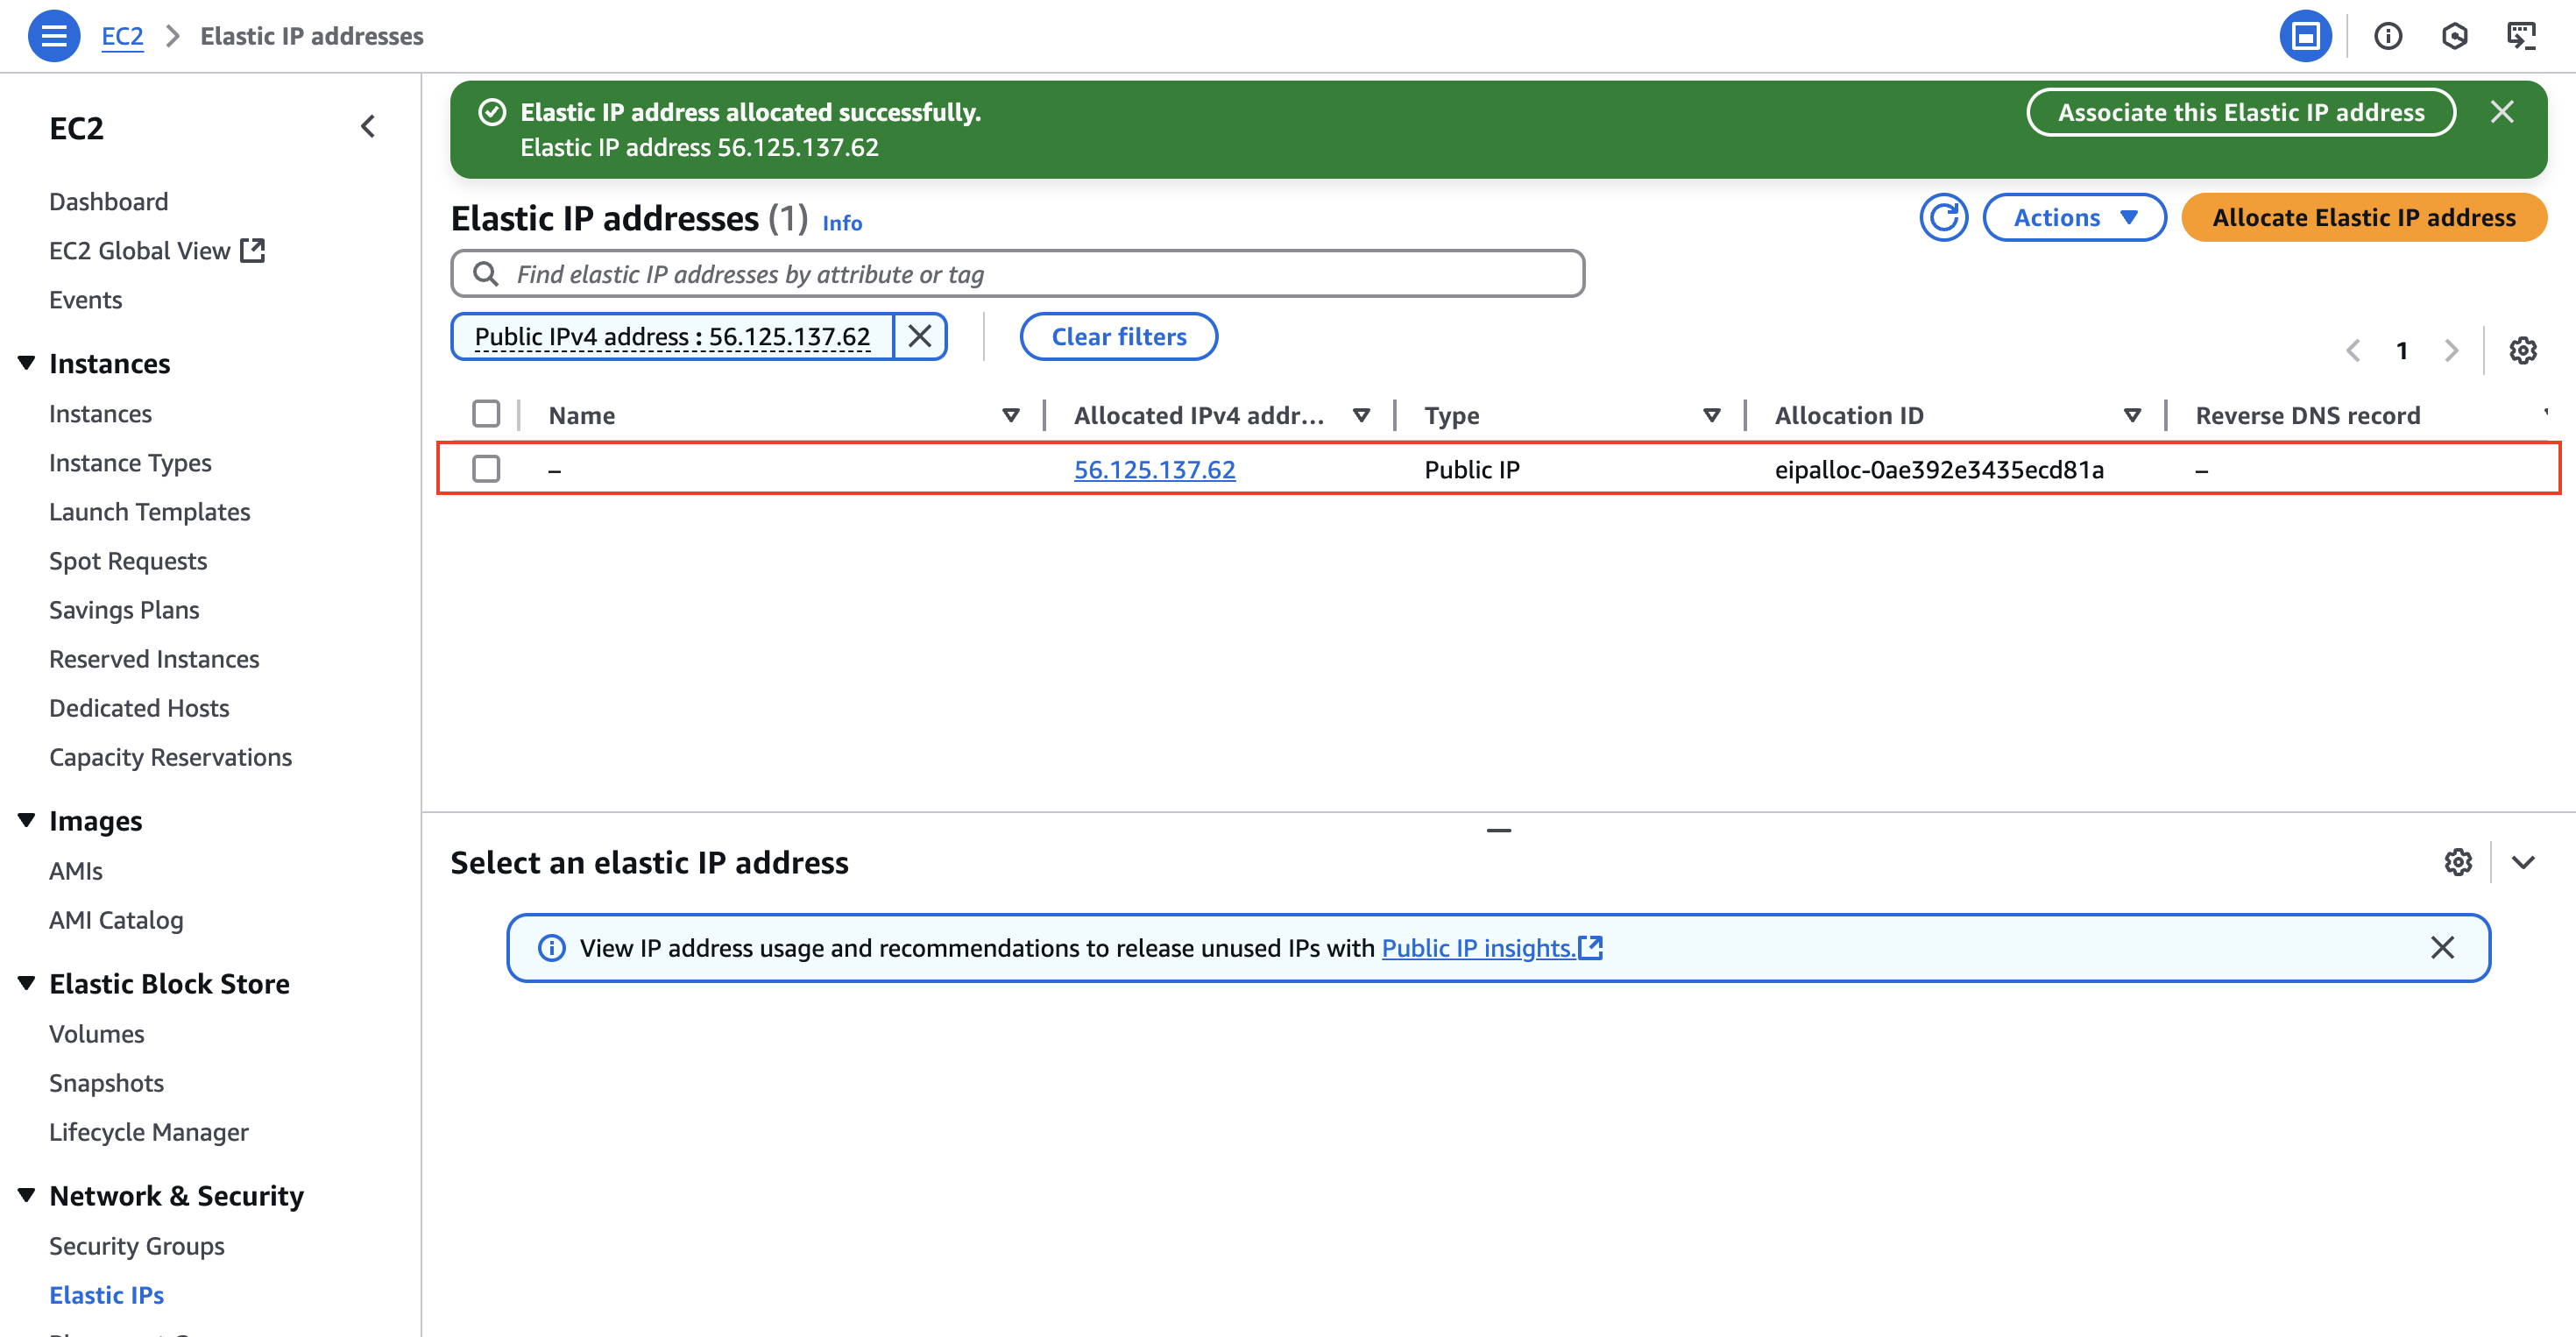 EC2 > Elastic IP addresses
EC2
Dashboard
EC2 Global View
Events
Instances
Instances
Instance Types
Launch Templates
Spot Requests
Savings Plans
Reserved Instances
Dedicated Hosts
Capacity Reservations
Images
AMIs
AMI Catalog
Elastic Block Store
Volumes
Snapshots
Lifecycle Manager
Network & Security
Security Groups
Elastic IPs
Elastic IP address allocated successfully.
Elastic IP address 56.125.137.62
Associate this Elastic IP address
Elastic IP addresses (1) Info
Actions
Allocate Elastic IP address
Find elastic IP addresses by attribute or tag
Public IPv4 address : 56.125.137.62
Clear filters
1
Name Allocated IPv4 addr... Type Allocation ID Reverse DNS record
– 56.125.137.62 Public IP eipalloc-0ae392e3435ecd81a –
Select an elastic IP address
View IP address usage and recommendations to release unused IPs with Public IP insights.